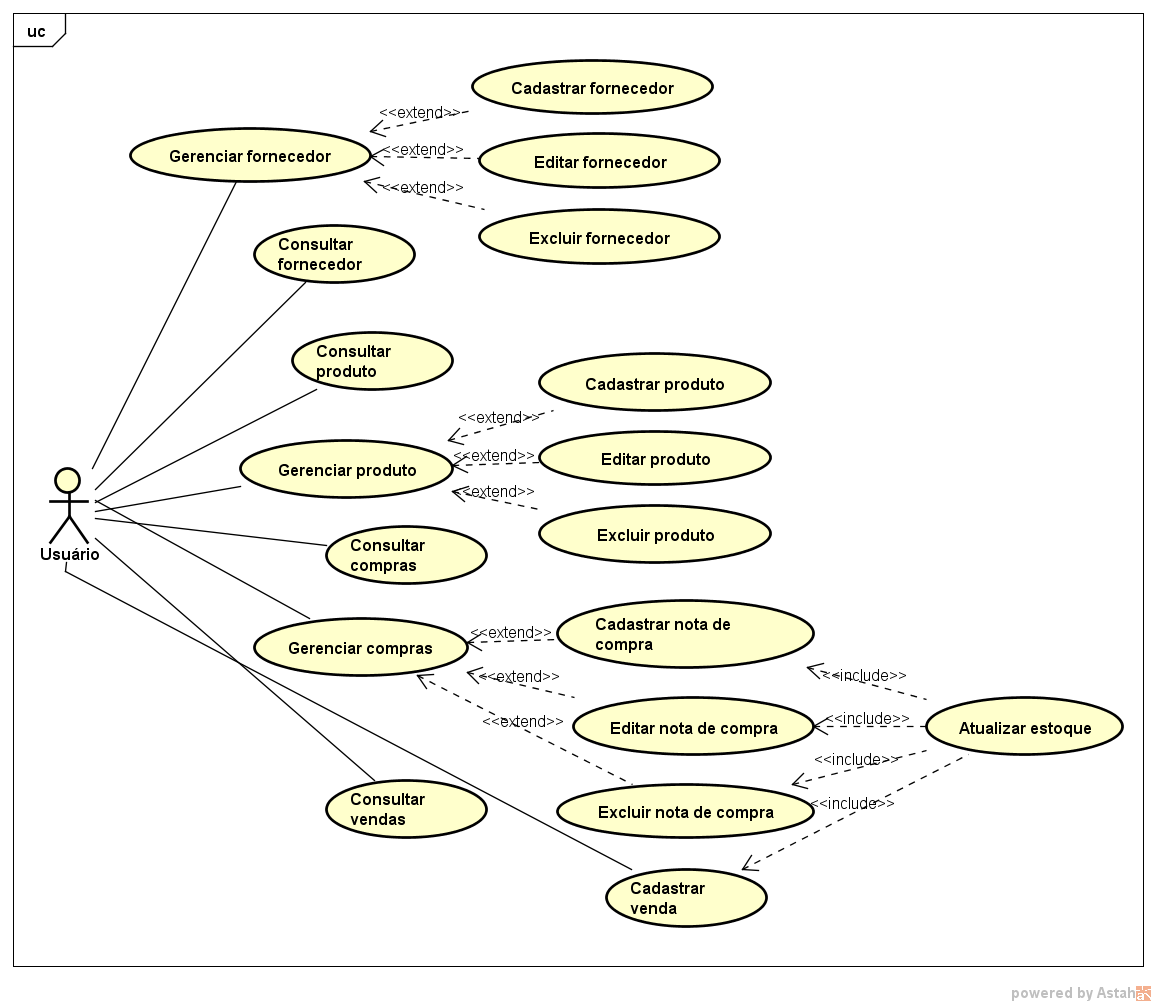 uc
Cadastrar fornecedor
<<extend>>
Gerenciar fornecedor
<<extend>>
Editar fornecedor
<<extend>>
Excluir fornecedor
Consultar
fornecedor
Consultar
produto
Cadastrar produto
<<extend>>
Gerenciar produto
<<extend>>
Editar produto
<<extend>>
Excluir produto
Usuário
Consultar
compras
Cadastrar nota de
compra
<<extend>>
Gerenciar compras
<<extend>>
<<include>>
Editar nota de compra
<<include>>
Atualizar estoque
<<extend>>
<<include>>
Consultar
vendas
Excluir nota de compra
<<include>>
Cadastrar
venda
powered by Astah